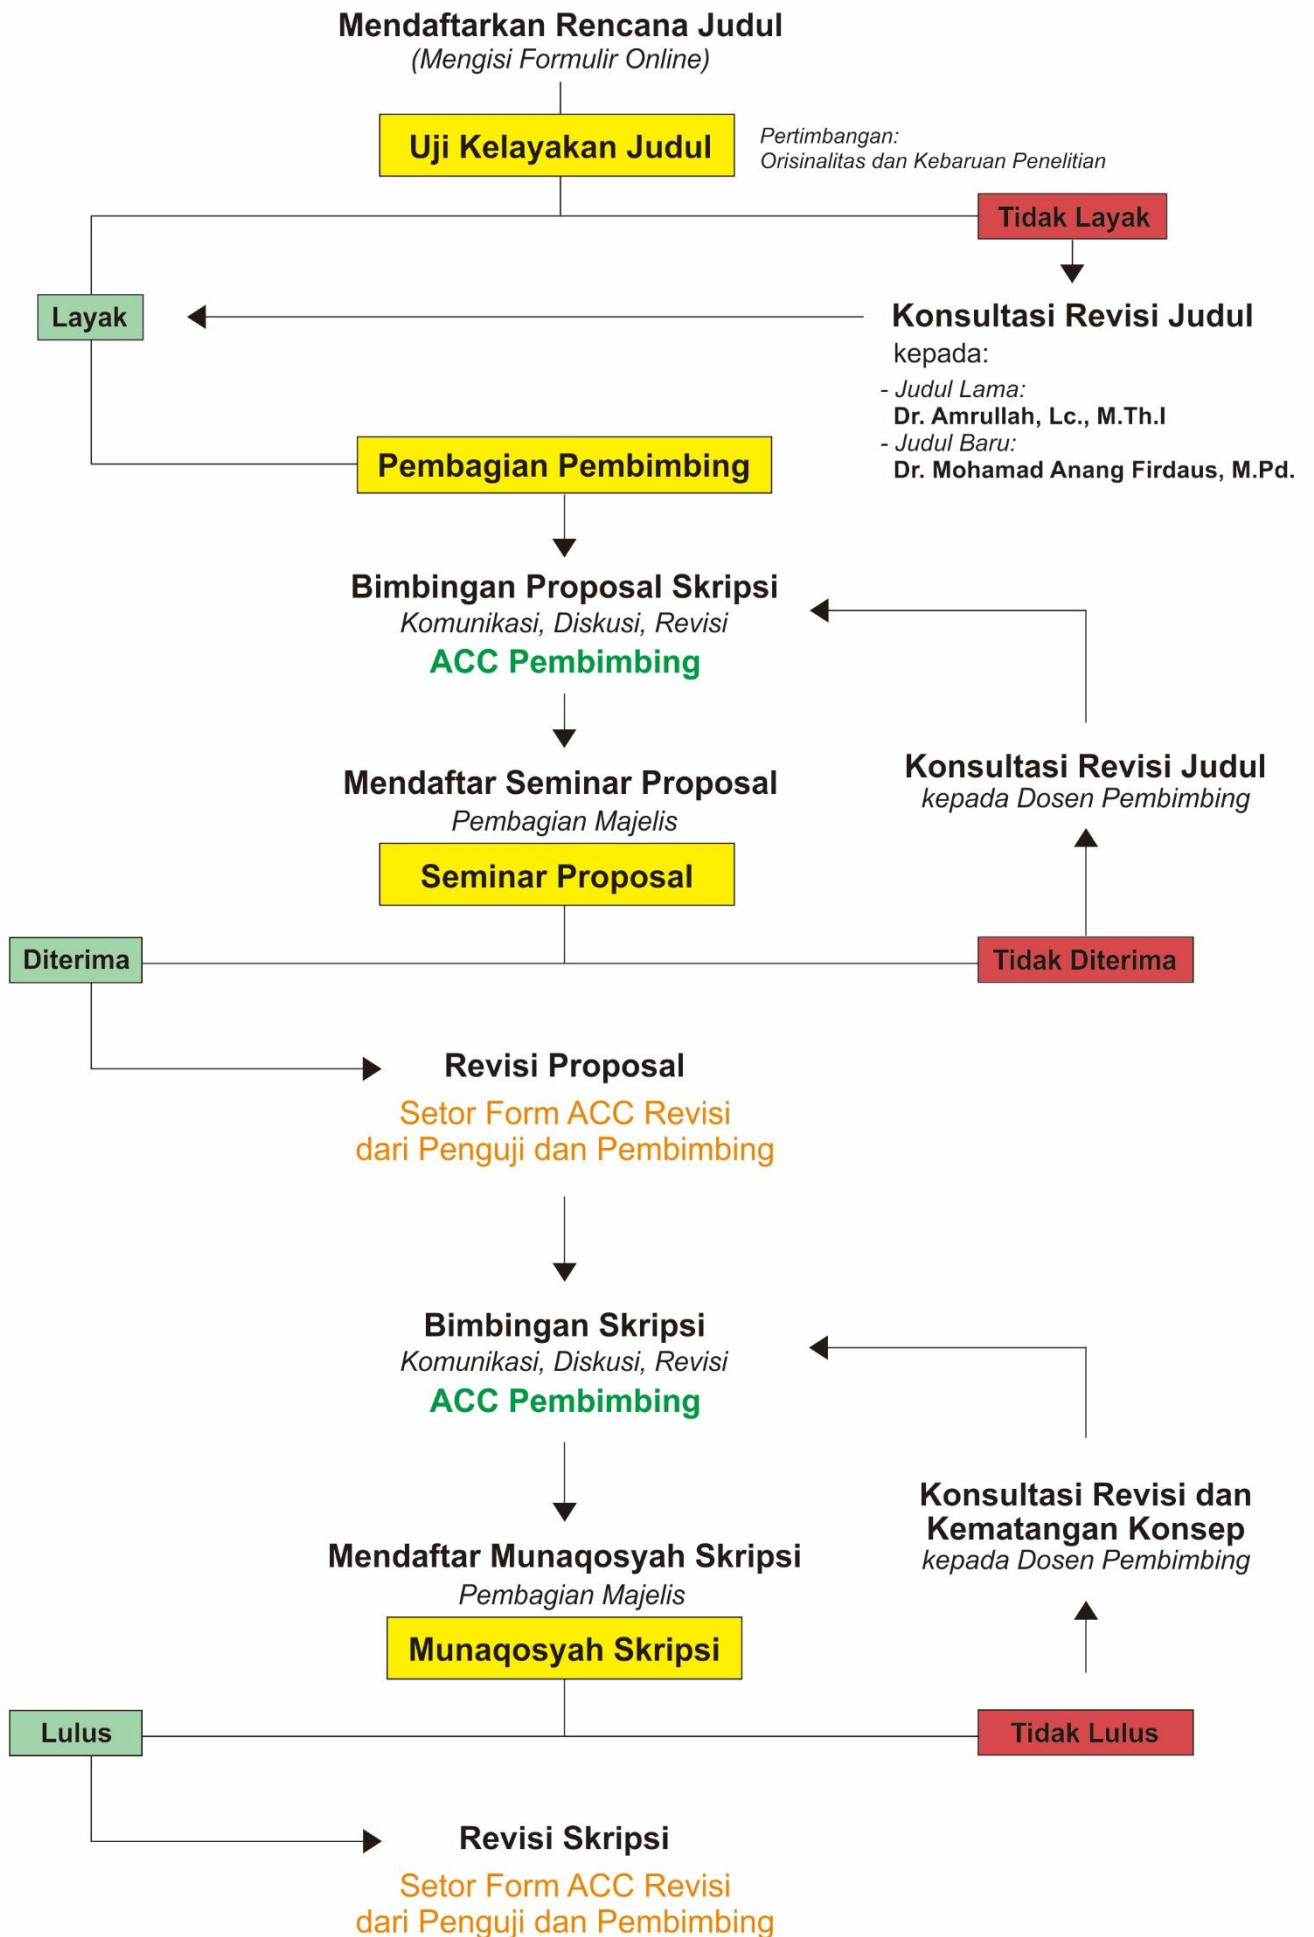 Mendaftarkan Rencana Judul
(Mengisi Formulir Online)
Uji Kelayakan Judul
Pertimbangan:
Orisinalitas dan Kebaruan Penelitian
Tidak Layak
Layak
Konsultasi Revisi Judul
kepada:
- Judul Lama:
Dr. Amrullah, Lc., M.Th.I
- Judul Baru:
Dr. Mohamad Anang Firdaus, M.Pd.
Pembagian Pembimbing
Bimbingan Proposal Skripsi
Komunikasi, Diskusi, Revisi
ACC Pembimbing
Mendaftar Seminar Proposal
Pembagian Majelis
Seminar Proposal
Konsultasi Revisi Judul
kepada Dosen Pembimbing
Diterima
Tidak Diterima
Revisi Proposal
Setor Form ACC Revisi
dari Penguji dan Pembimbing
Bimbingan Skripsi
Komunikasi, Diskusi, Revisi
ACC Pembimbing
Konsultasi Revisi dan
Kematangan Konsep
kepada Dosen Pembimbing
Mendaftar Munaqosyah Skripsi
Pembagian Majelis
Munaqosyah Skripsi
Lulus
Tidak Lulus
Revisi Skripsi
Setor Form ACC Revisi
dari Penguji dan Pembimbing